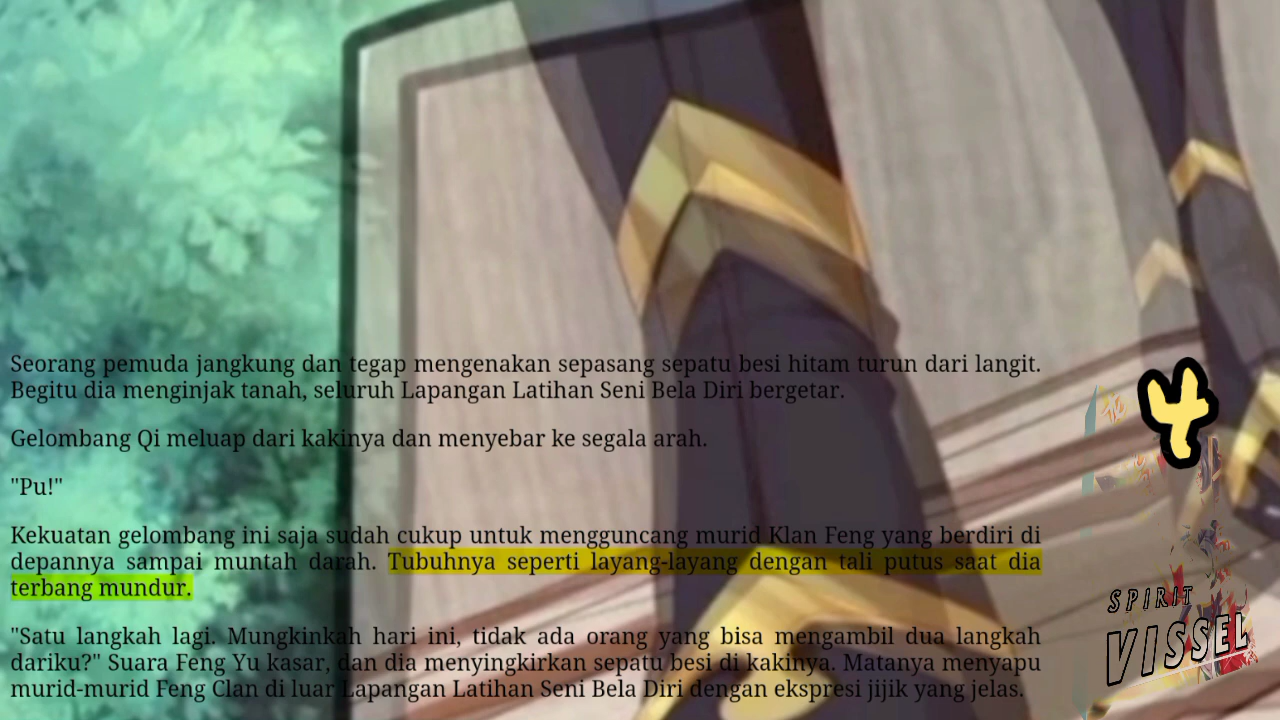 Seorang pemuda jangkung dan tegap mengenakan sepasang sepatu besi hitam turun dari langit.
Begitu dia menginjak tanah, seluruh Lapangan Latihan Seni Bela Diri bergetar.
Gelombang Qi meluap dari kakinya dan menyebar ke segala arah.
"Pu!"
Kekuatan gelombang ini saja sudah cukup untuk mengguncang murid Klan Feng yang berdiri di
depannya sampai muntah darah. Tubuhnya seperti layang-layang dengan tali putus saat dia
terbang mundur.
"Satu langkah lagi. Mungkinkah hari ini, tidak ada orang yang bisa mengambil dua langkah
dariku?" Suara Feng Yu kasar, dan dia menyingkirkan sepatu besi di kakinya. Matanya menyapu
murid-murid Feng Clan di luar Lapangan Latihan Seni Bela Diri dengan ekspresi jijik yang jelas.
4
SPIRIT
VISSEL